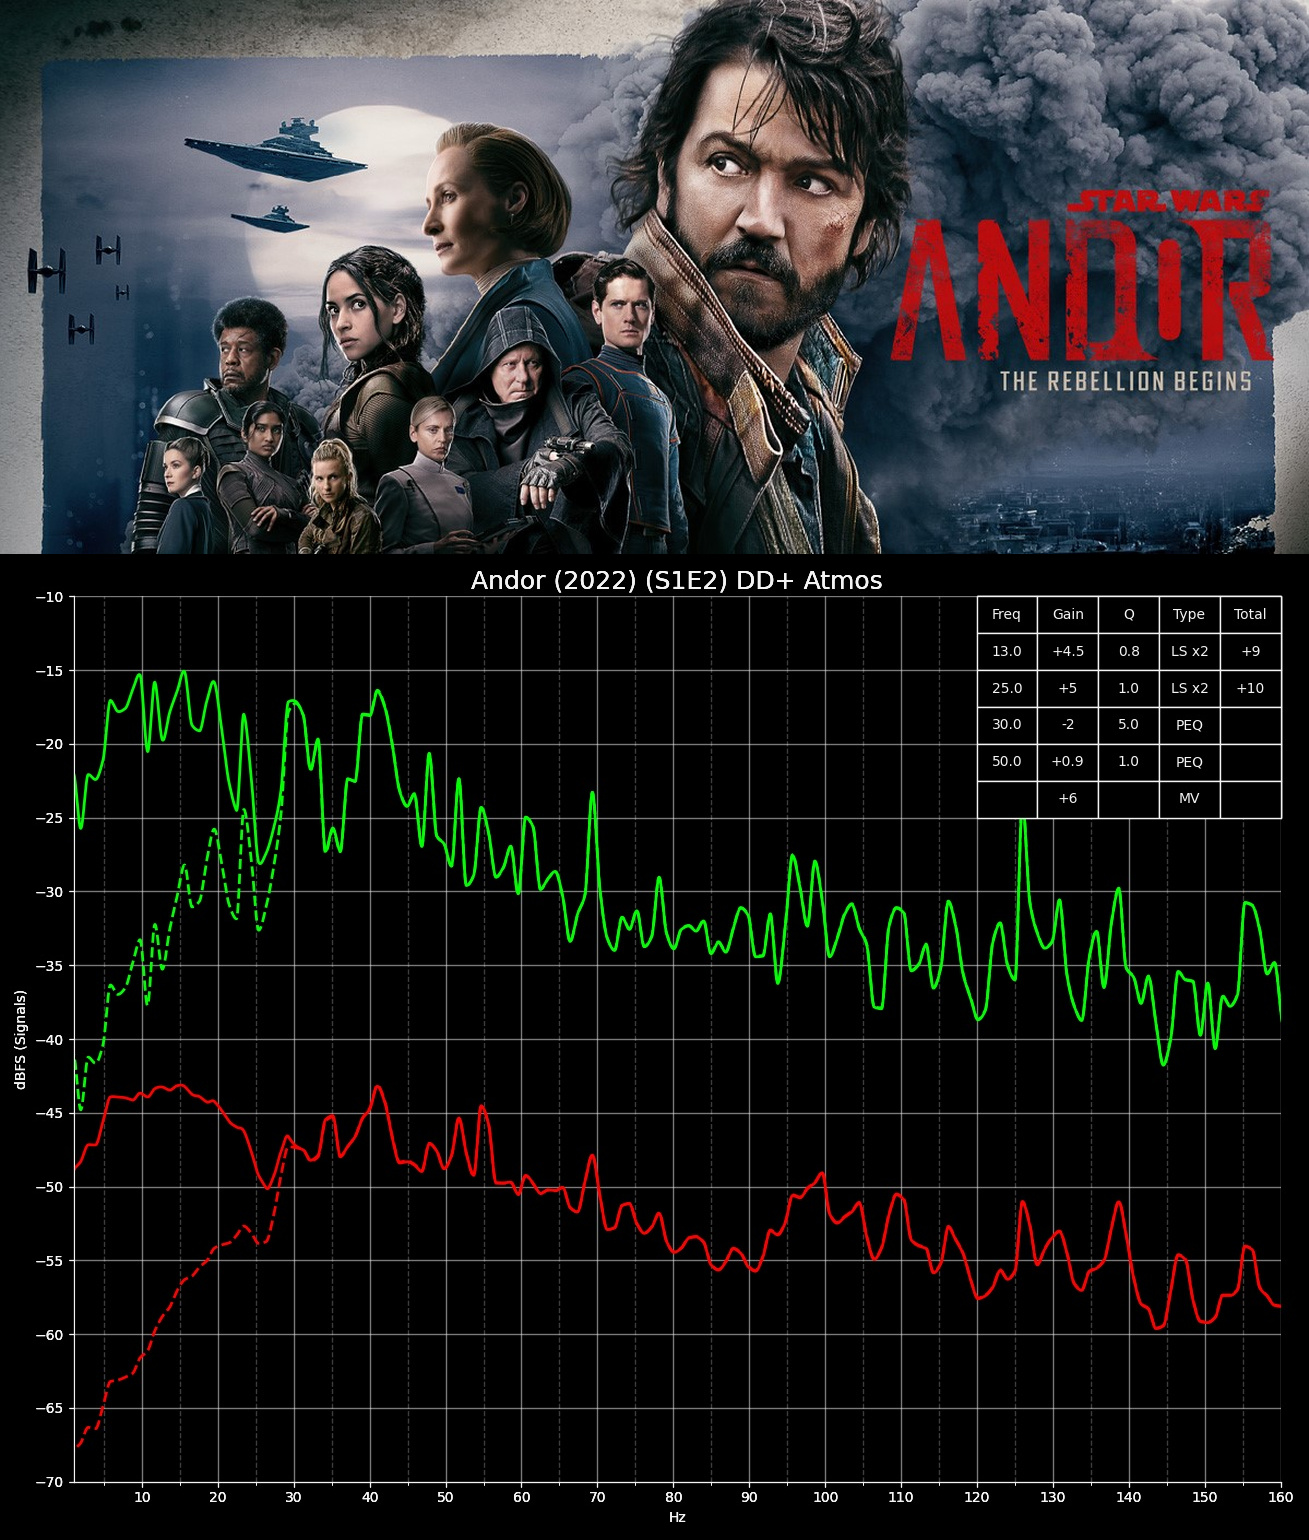 STAR WARS
ANDOR
THE REBELLION BEGINS
Andor (2022) (S1E2) DD+ Atmos
Freq Gain Q Type Total
13.0 +4.5 0.8 LS x2 +9
25.0 +5 1.0 LS x2 +10
30.0 -2 5.0 PEQ
50.0 +0.9 1.0 PEQ
+6 MV
dBFS (Signals)
−10
−15
−20
−25
−30
−35
−40
−45
−50
−55
−60
−65
−70
10 20 30 40 50 60 70 80 90 100 110 120 130 140 150 160
Hz